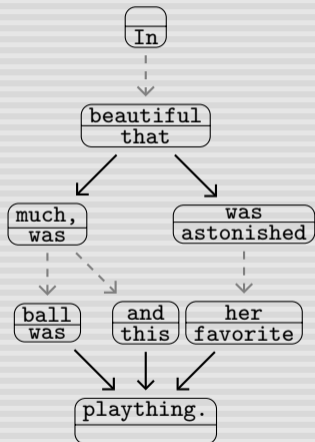 In
beautiful
that
much,
was
was
astonished
ball
was
and
this
her
favorite
plaything.